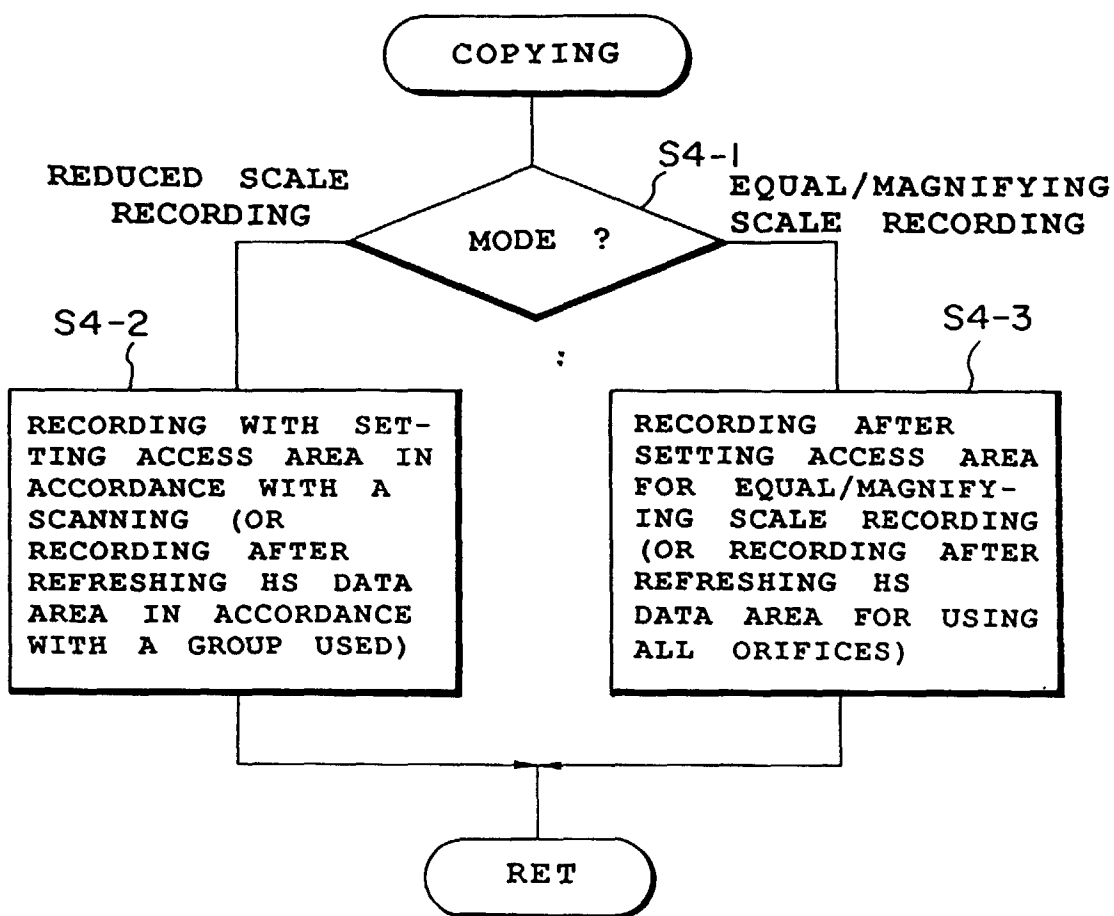 COPYING
S4-1
REDUCED SCALE
RECORDING
EQUAL/MAGNIFYING
SCALE RECORDING
MODE ?
S4-2
S4-3
RECORDING WITH SET-
TING ACCESS AREA IN
ACCORDANCE WITH A
SCANNING (OR
RECORDING AFTER
REFRESHING HS DATA
AREA IN ACCORDANCE
WITH A GROUP USED)
RECORDING AFTER
SETTING ACCESS AREA
FOR EQUAL/MAGNIFY-
ING SCALE RECORDING
(OR RECORDING AFTER
REFRESHING HS
DATA AREA FOR USING
ALL ORIFICES)
RET